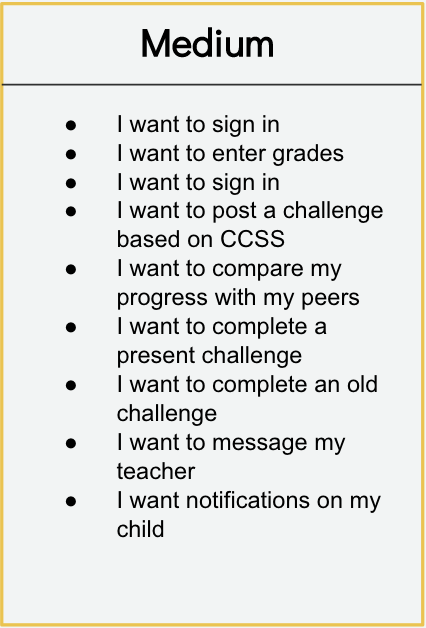 Medium
● I want to sign in
● I want to enter grades
● I want to sign in
● I want to post a challenge
based on CCSS
● I want to compare my
progress with my peers
● I want to complete a
present challenge
● I want to complete an old
challenge
● I want to message my
teacher
● I want notifications on my
child